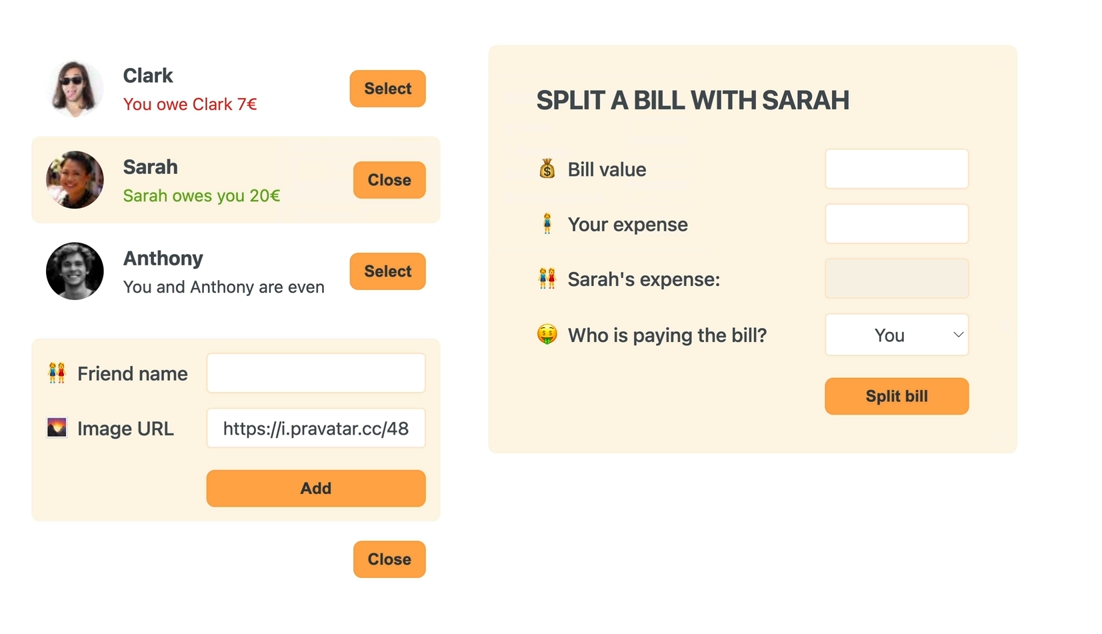 Clark
You owe Clark 7€
Select
Sarah
Sarah owes you 20€
Close
Anthony
You and Anthony are even
Select
Friend name
Image URL
https://i.pravatar.cc/48
Add
Close
SPLIT A BILL WITH SARAH
Bill value
Your expense
Sarah's expense:
Who is paying the bill?
You
Split bill